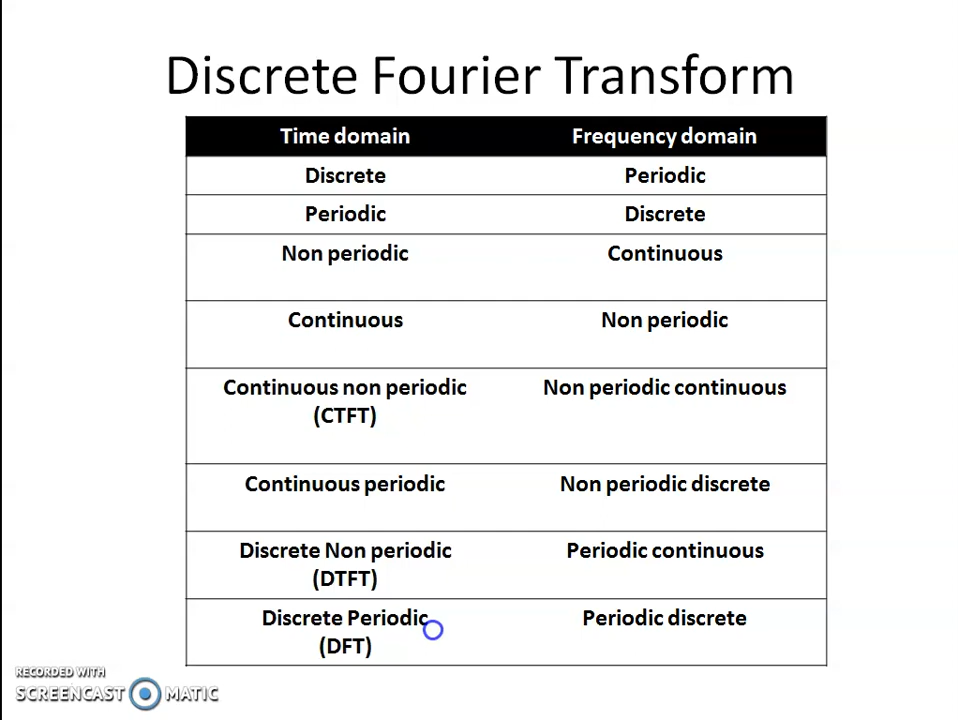 Discrete Fourier Transform
Time domain Frequency domain
Discrete Periodic
Periodic Discrete
Non periodic Continuous
Continuous Non periodic
Continuous non periodic Non periodic continuous
(CTFT)
Continuous periodic Non periodic discrete
Discrete Non periodic Periodic continuous
(DTFT)
Discrete Periodic Periodic discrete
(DFT)
RECORDED WITH
SCREENCAST MATIC